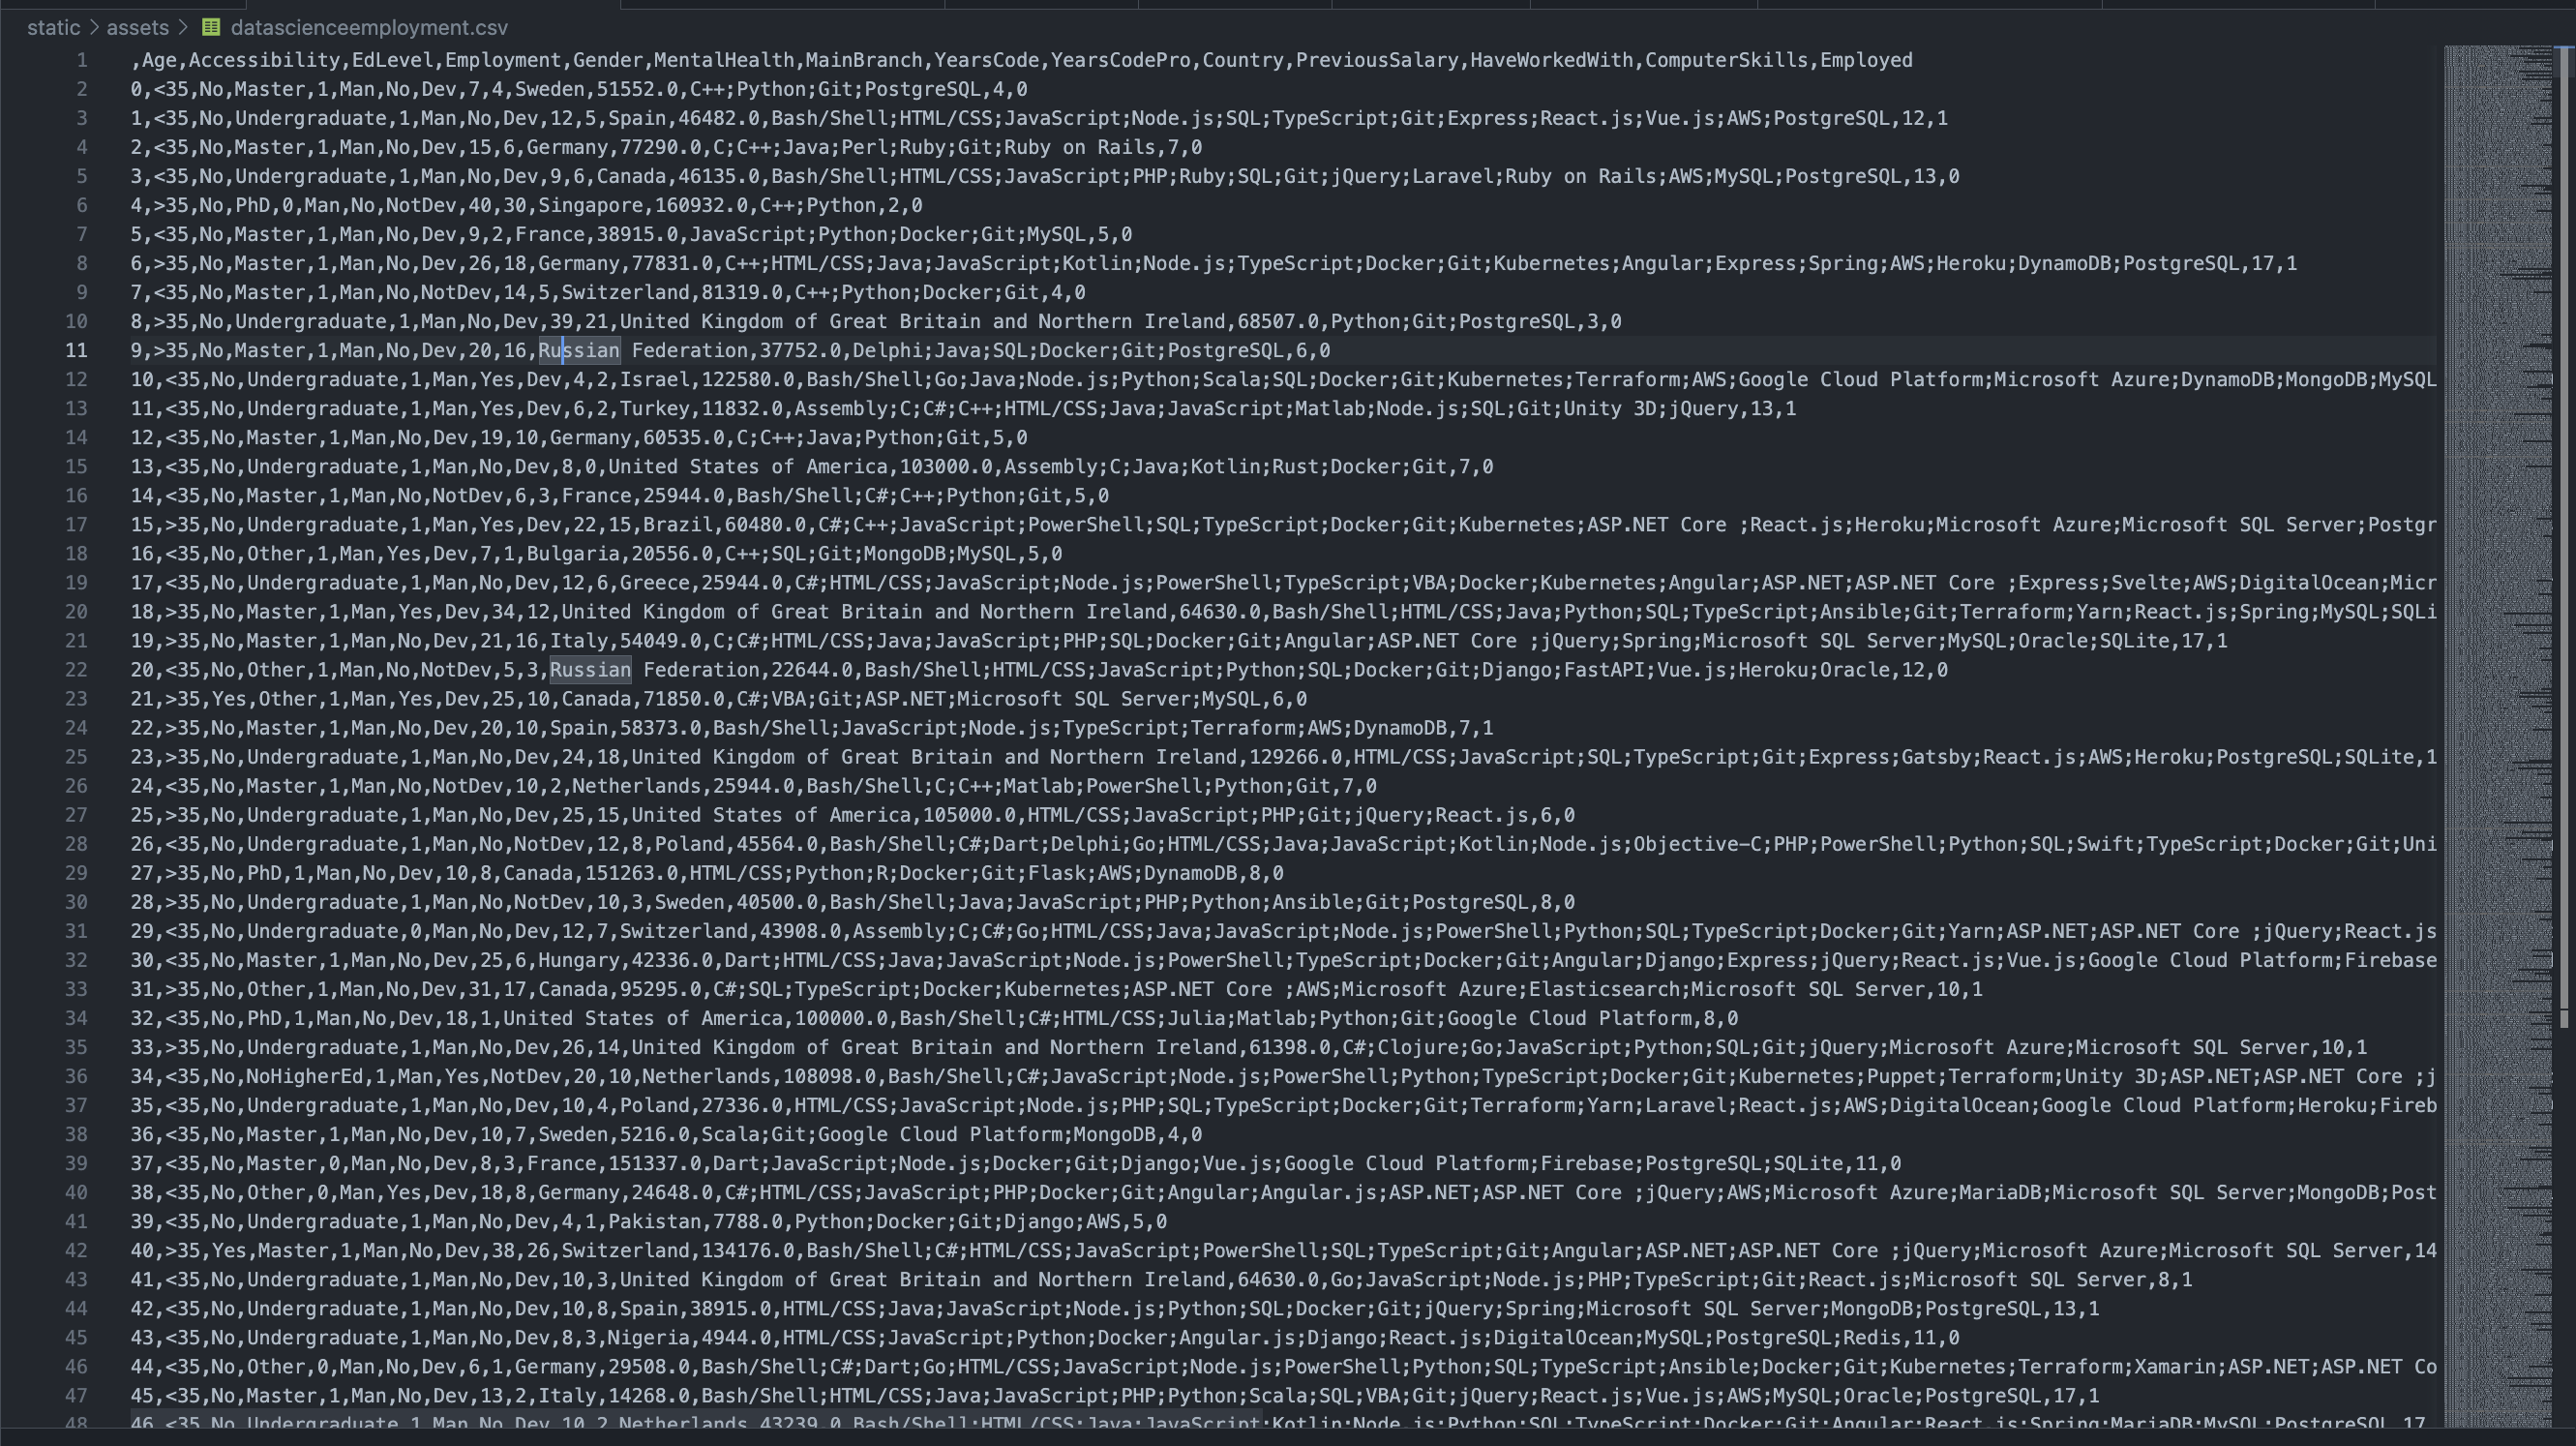 static > assets > datascienceemployment.csv
1 ,Age,Accessibility,EdLevel,Employment,Gender,MentalHealth,MainBranch,YearsCode,YearsCodePro,Country,PreviousSalary,HaveWorkedWith,ComputerSkills,Employed
2 0,<35,No,Master,1,Man,No,Dev,7,4,Sweden,51552.0,C++;Python;Git;PostgreSQL,4,0
3 1,<35,No,Undergraduate,1,Man,No,Dev,12,5,Spain,46482.0,Bash/Shell;HTML/CSS;JavaScript;Node.js;SQL;TypeScript;Git;Express;React.js;Vue.js;AWS;PostgreSQL,12,1
4 2,<35,No,Master,1,Man,No,Dev,15,6,Germany,77290.0,C;C++;Java;Perl;Ruby;Git;Ruby on Rails,7,0
5 3,<35,No,Undergraduate,1,Man,No,Dev,9,6,Canada,46135.0,Bash/Shell;HTML/CSS;JavaScript;PHP;Ruby;SQL;Git;jQuery;Laravel;Ruby on Rails;AWS;MySQL;PostgreSQL,13,0
6 4,>35,No,PhD,0,Man,No,NotDev,40,30,Singapore,160932.0,C++;Python,2,0
7 5,<35,No,Master,1,Man,No,Dev,9,2,France,38915.0,JavaScript;Python;Docker;Git;MySQL,5,0
8 6,>35,No,Master,1,Man,No,Dev,26,18,Germany,77831.0,C++;HTML/CSS;Java;JavaScript;Kotlin;Node.js;TypeScript;Docker;Git;Kubernetes;Angular;Express;Spring;AWS;Heroku;DynamoDB;PostgreSQL,17,1
9 7,<35,No,Master,1,Man,No,NotDev,14,5,Switzerland,81319.0,C++;Python;Docker;Git,4,0
10 8,>35,No,Undergraduate,1,Man,No,Dev,39,21,United Kingdom of Great Britain and Northern Ireland,68507.0,Python;Git;PostgreSQL,3,0
11 9,>35,No,Master,1,Man,No,Dev,20,16,Russian Federation,37752.0,Delphi;Java;SQL;Docker;Git;PostgreSQL,6,0
12 10,<35,No,Undergraduate,1,Man,Yes,Dev,4,2,Israel,122580.0,Bash/Shell;Go;Java;Node.js;Python;Scala;SQL;Docker;Git;Kubernetes;Terraform;AWS;Google Cloud Platform;Microsoft Azure;DynamoDB;MongoDB;MySQL
13 11,<35,No,Undergraduate,1,Man,Yes,Dev,6,2,Turkey,11832.0,Assembly;C;C#;C++;HTML/CSS;Java;JavaScript;Matlab;Node.js;SQL;Git;Unity 3D;jQuery,13,1
14 12,<35,No,Master,1,Man,No,Dev,19,10,Germany,60535.0,C;C++;Java;Python;Git,5,0
15 13,<35,No,Undergraduate,1,Man,No,Dev,8,0,United States of America,103000.0,Assembly;C;Java;Kotlin;Rust;Docker;Git,7,0
16 14,<35,No,Master,1,Man,No,NotDev,6,3,France,25944.0,Bash/Shell;C#;C++;Python;Git,5,0
17 15,>35,No,Undergraduate,1,Man,Yes,Dev,22,15,Brazil,60480.0,C#;C++;JavaScript;PowerShell;SQL;TypeScript;Docker;Git;Kubernetes;ASP.NET Core ;React.js;Heroku;Microsoft Azure;Microsoft SQL Server;Postgr
18 16,<35,No,Other,1,Man,Yes,Dev,7,1,Bulgaria,20556.0,C++;SQL;Git;MongoDB;MySQL,5,0
19 17,<35,No,Undergraduate,1,Man,No,Dev,12,6,Greece,25944.0,C#;HTML/CSS;JavaScript;Node.js;PowerShell;TypeScript;VBA;Docker;Kubernetes;Angular;ASP.NET;ASP.NET Core ;Express;Svelte;AWS;DigitalOcean;Micr
20 18,>35,No,Master,1,Man,Yes,Dev,34,12,United Kingdom of Great Britain and Northern Ireland,64630.0,Bash/Shell;HTML/CSS;Java;Python;SQL;TypeScript;Ansible;Git;Terraform;Yarn;React.js;Spring;MySQL;SQLi
21 19,>35,No,Master,1,Man,No,Dev,21,16,Italy,54049.0,C;C#;HTML/CSS;Java;JavaScript;PHP;SQL;Docker;Git;Angular;ASP.NET Core ;jQuery;Spring;Microsoft SQL Server;MySQL;Oracle;SQLite,17,1
22 20,<35,No,Other,1,Man,No,NotDev,5,3,Russian Federation,22644.0,Bash/Shell;HTML/CSS;JavaScript;Python;SQL;Docker;Git;Django;FastAPI;Vue.js;Heroku;Oracle,12,0
23 21,>35,Yes,Other,1,Man,Yes,Dev,25,10,Canada,71850.0,C#;VBA;Git;ASP.NET;Microsoft SQL Server;MySQL,6,0
24 22,>35,No,Master,1,Man,No,Dev,20,10,Spain,58373.0,Bash/Shell;JavaScript;Node.js;TypeScript;Terraform;AWS;DynamoDB,7,1
25 23,>35,No,Undergraduate,1,Man,No,Dev,24,18,United Kingdom of Great Britain and Northern Ireland,129266.0,HTML/CSS;JavaScript;SQL;TypeScript;Git;Express;Gatsby;React.js;AWS;Heroku;PostgreSQL;SQLite,1
26 24,<35,No,Master,1,Man,No,NotDev,10,2,Netherlands,25944.0,Bash/Shell;C;C++;Matlab;PowerShell;Python;Git,7,0
27 25,>35,No,Undergraduate,1,Man,No,Dev,25,15,United States of America,105000.0,HTML/CSS;JavaScript;PHP;Git;jQuery;React.js,6,0
28 26,<35,No,Undergraduate,1,Man,No,NotDev,12,8,Poland,45564.0,Bash/Shell;C#;Dart;Delphi;Go;HTML/CSS;Java;JavaScript;Kotlin;Node.js;Objective-C;PHP;PowerShell;Python;SQL;Swift;TypeScript;Docker;Git;Uni
29 27,>35,No,PhD,1,Man,No,Dev,10,8,Canada,151263.0,HTML/CSS;Python;R;Docker;Git;Flask;AWS;DynamoDB,8,0
30 28,>35,No,Undergraduate,1,Man,No,NotDev,10,3,Sweden,40500.0,Bash/Shell;Java;JavaScript;PHP;Python;Ansible;Git;PostgreSQL,8,0
31 29,<35,No,Undergraduate,0,Man,No,Dev,12,7,Switzerland,43908.0,Assembly;C;C#;Go;HTML/CSS;Java;JavaScript;Node.js;PowerShell;Python;SQL;TypeScript;Docker;Git;Yarn;ASP.NET;ASP.NET Core ;jQuery;React.js
32 30,<35,No,Master,1,Man,No,Dev,25,6,Hungary,42336.0,Dart;HTML/CSS;Java;JavaScript;Node.js;PowerShell;TypeScript;Docker;Git;Angular;Django;Express;jQuery;React.js;Vue.js;Google Cloud Platform;Firebase
33 31,>35,No,Other,1,Man,No,Dev,31,17,Canada,95295.0,C#;SQL;TypeScript;Docker;Kubernetes;ASP.NET Core ;AWS;Microsoft Azure;Elasticsearch;Microsoft SQL Server,10,1
34 32,<35,No,PhD,1,Man,No,Dev,18,1,United States of America,100000.0,Bash/Shell;C#;HTML/CSS;Julia;Matlab;Python;Git;Google Cloud Platform,8,0
35 33,>35,No,Undergraduate,1,Man,No,Dev,26,14,United Kingdom of Great Britain and Northern Ireland,61398.0,C#;Clojure;Go;JavaScript;Python;SQL;Git;jQuery;Microsoft Azure;Microsoft SQL Server,10,1
36 34,<35,No,NoHigherEd,1,Man,Yes,NotDev,20,10,Netherlands,108098.0,Bash/Shell;C#;JavaScript;Node.js;PowerShell;Python;TypeScript;Docker;Git;Kubernetes;Puppet;Terraform;Unity 3D;ASP.NET;ASP.NET Core ;j
37 35,<35,No,Undergraduate,1,Man,No,Dev,10,4,Poland,27336.0,HTML/CSS;JavaScript;Node.js;PHP;SQL;TypeScript;Docker;Git;Terraform;Yarn;Laravel;React.js;AWS;DigitalOcean;Google Cloud Platform;Heroku;Fireb
38 36,<35,No,Master,1,Man,No,Dev,10,7,Sweden,5216.0,Scala;Git;Google Cloud Platform;MongoDB,4,0
39 37,<35,No,Master,0,Man,No,Dev,8,3,France,151337.0,Dart;JavaScript;Node.js;Docker;Git;Django;Vue.js;Google Cloud Platform;Firebase;PostgreSQL;SQLite,11,0
40 38,<35,No,Other,0,Man,Yes,Dev,18,8,Germany,24648.0,C#;HTML/CSS;JavaScript;PHP;Docker;Git;Angular;Angular.js;ASP.NET;ASP.NET Core ;jQuery;AWS;Microsoft Azure;MariaDB;Microsoft SQL Server;MongoDB;Post
41 39,<35,No,Undergraduate,1,Man,No,Dev,4,1,Pakistan,7788.0,Python;Docker;Git;Django;AWS,5,0
42 40,>35,Yes,Master,1,Man,No,Dev,38,26,Switzerland,134176.0,Bash/Shell;C#;HTML/CSS;JavaScript;PowerShell;SQL;TypeScript;Git;Angular;ASP.NET;ASP.NET Core ;jQuery;Microsoft Azure;Microsoft SQL Server,14
43 41,<35,No,Undergraduate,1,Man,No,Dev,10,3,United Kingdom of Great Britain and Northern Ireland,64630.0,Go;JavaScript;Node.js;PHP;TypeScript;Git;React.js;Microsoft SQL Server,8,1
44 42,<35,No,Undergraduate,1,Man,No,Dev,10,8,Spain,38915.0,HTML/CSS;Java;JavaScript;Node.js;Python;SQL;Docker;Git;jQuery;Spring;Microsoft SQL Server;MongoDB;PostgreSQL,13,1
45 43,<35,No,Undergraduate,1,Man,No,Dev,8,3,Nigeria,4944.0,HTML/CSS;JavaScript;Python;Docker;Angular.js;Django;React.js;DigitalOcean;MySQL;PostgreSQL;Redis,11,0
46 44,<35,No,Other,0,Man,No,Dev,6,1,Germany,29508.0,Bash/Shell;C#;Dart;Go;HTML/CSS;JavaScript;Node.js;PowerShell;Python;SQL;TypeScript;Ansible;Docker;Git;Kubernetes;Terraform;Xamarin;ASP.NET;ASP.NET Co
47 45,<35,No,Master,1,Man,No,Dev,13,2,Italy,14268.0,Bash/Shell;HTML/CSS;Java;JavaScript;PHP;Python;Scala;SQL;VBA;Git;jQuery;React.js;Vue.js;AWS;MySQL;Oracle;PostgreSQL,17,1
48 46,<35,No,Undergraduate,1,Man,No,Dev,10,2,Netherlands,43239.0,Bash/Shell;HTML/CSS;Java;JavaScript;Kotlin;Node.js;Python;SQL;TypeScript;Docker;Git;Angular;React.js;Spring;MariaDB;MySQL;PostgreSQL,17